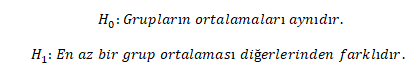 H₀: Grupların ortalamaları aynıdır.
H₁: En az bir grup ortalaması diğerlerinden farklıdır.